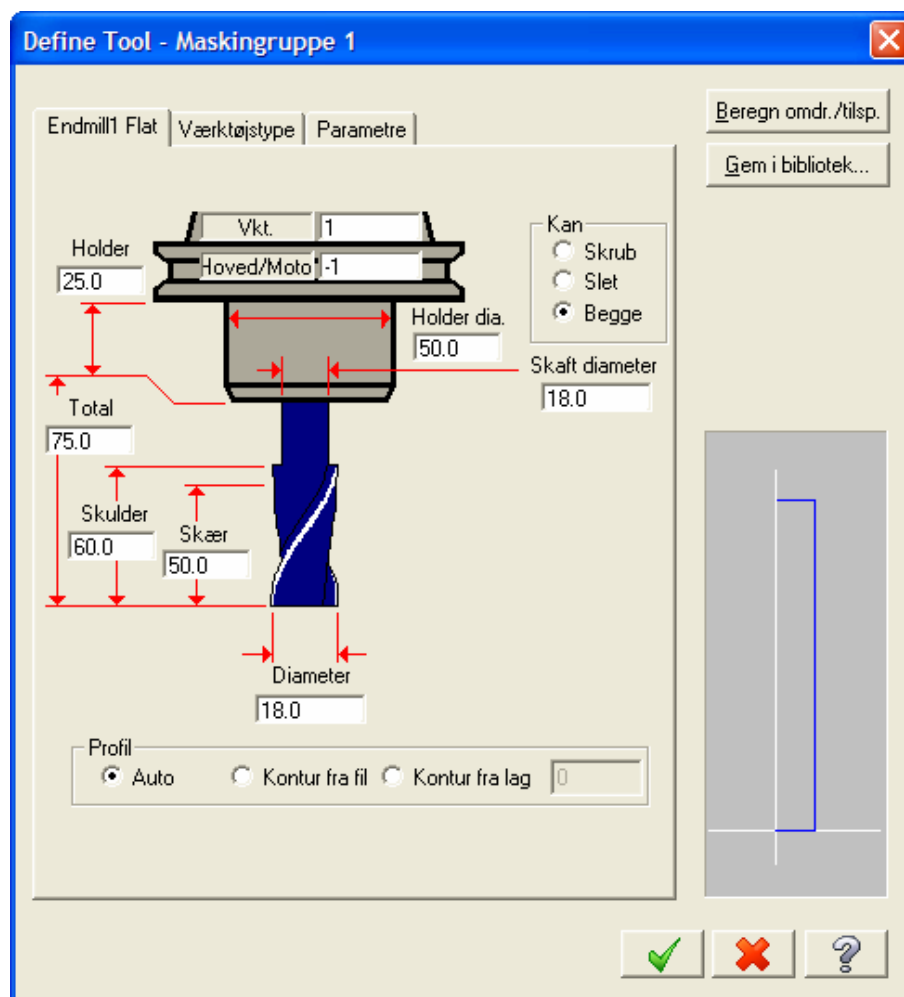 Define Tool - Maskingruppe 1
Endmill1 Flat Værktøjstype Parametre
Beregn omdr./tilsp.
Gem i bibliotek...
Vkt. 1
Hoved/Moto -1
Holder
25.0
Kan
Skrub
Slet
Begge
Holder dia.
50.0
Skaft diameter
18.0
Total
75.0
Skulder
60.0
Skær
50.0
Diameter
18.0
Profil
Auto Kontur fra fil Kontur fra lag 0